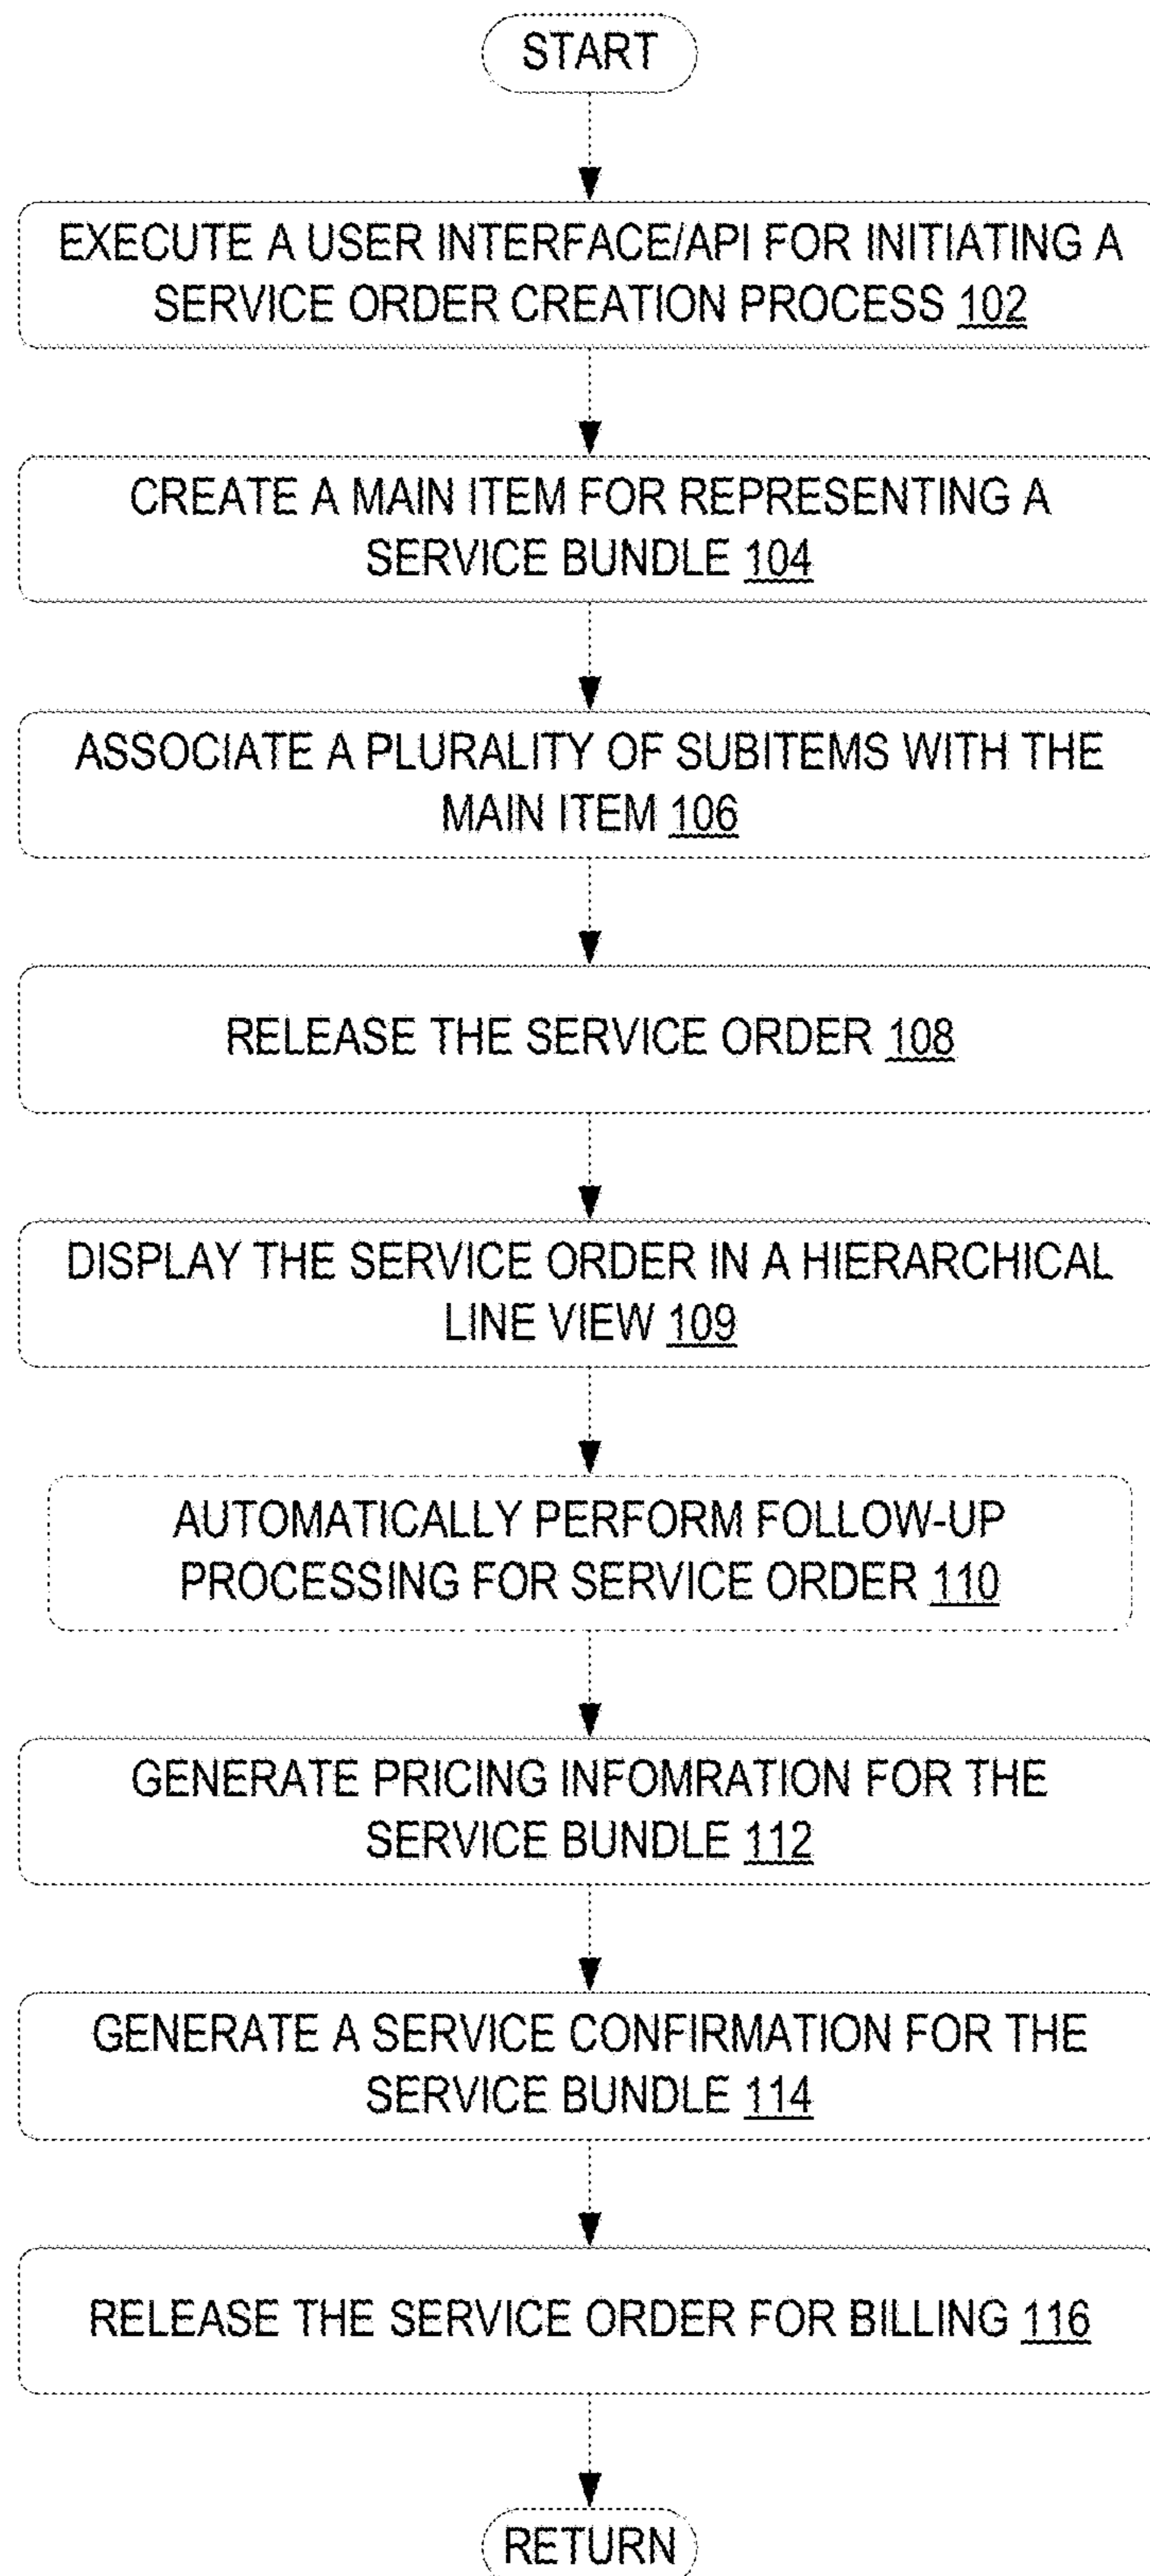 START
EXECUTE A USER INTERFACE/API FOR INITIATING A
SERVICE ORDER CREATION PROCESS 102
CREATE A MAIN ITEM FOR REPRESENTING A
SERVICE BUNDLE 104
ASSOCIATE A PLURALITY OF SUBITEMS WITH THE
MAIN ITEM 106
RELEASE THE SERVICE ORDER 108
DISPLAY THE SERVICE ORDER IN A HIERARCHICAL
LINE VIEW 109
AUTOMATICALLY PERFORM FOLLOW-UP
PROCESSING FOR SERVICE ORDER 110
GENERATE PRICING INFOMRATION FOR THE
SERVICE BUNDLE 112
GENERATE A SERVICE CONFIRMATION FOR THE
SERVICE BUNDLE 114
RELEASE THE SERVICE ORDER FOR BILLING 116
RETURN